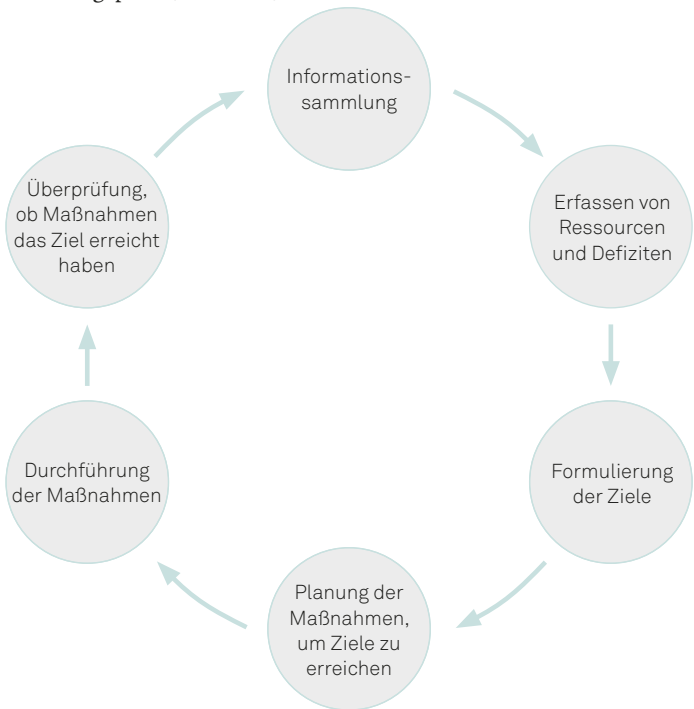 Informations-
sammlung
Erfassen von
Ressourcen
und Defiziten
Formulierung
der Ziele
Planung der
Maßnahmen,
um Ziele zu
erreichen
Durchführung
der Maßnahmen
Überprüfung,
ob Maßnahmen
das Ziel erreicht
haben